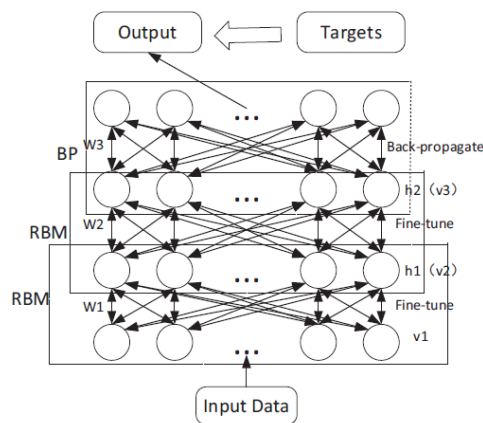 Output
Targets
...
W3
BP
Back-propagate
...
h2（v3）
W2
Fine-tune
RBM
...
h1（v2）
RBM
W1
Fine-tune
v1
...
Input Data